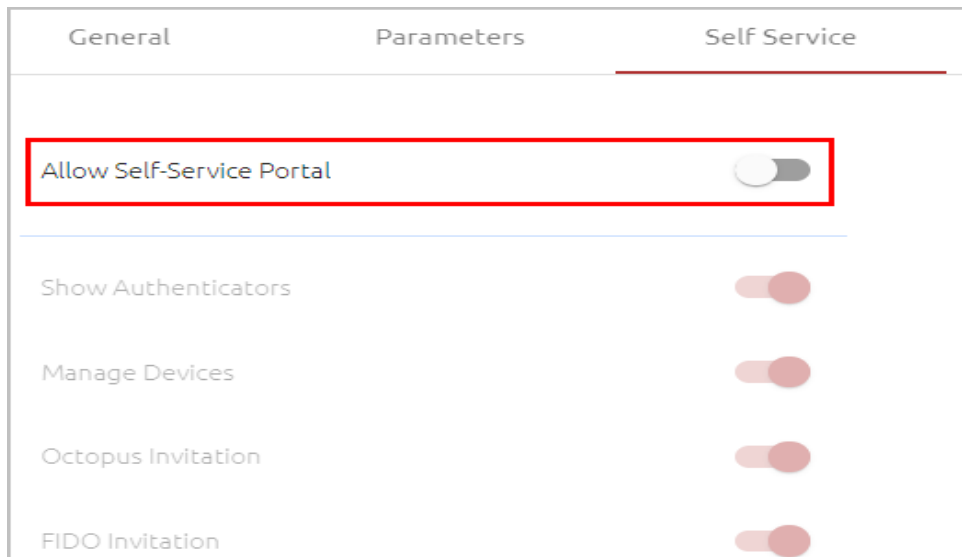 General Parameters Self Service
Allow Self-Service Portal
Show Authenticators
Manage Devices
Octopus Invitation
FIDO Invitation